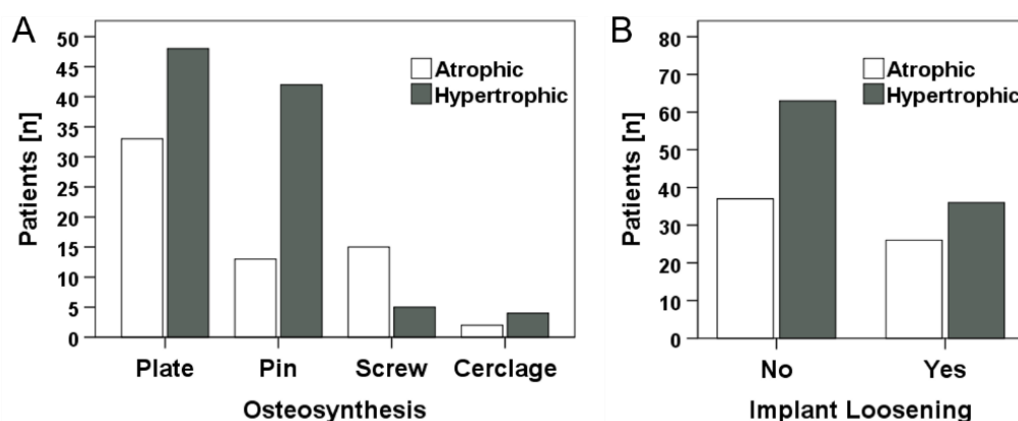 A
Patients [n]
50
45
40
35
30
25
20
15
10
5
0
Atrophic
Hypertrophic
Plate Pin Screw Cerclage
Osteosynthesis
B
Patients [n]
80
70
60
50
40
30
20
10
0
Atrophic
Hypertrophic
No Yes
Implant Loosening